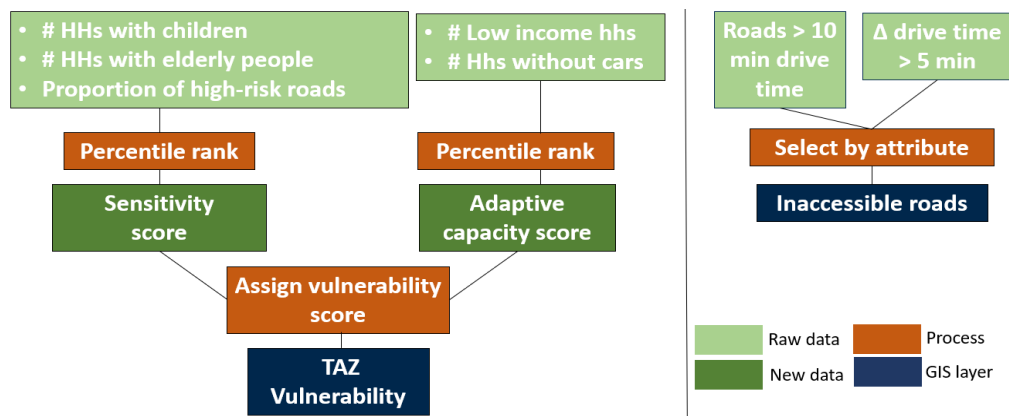 • # HHs with children
• # HHs with elderly people
• Proportion of high-risk roads
• # Low income hhs
• # Hhs without cars
Percentile rank
Percentile rank
Sensitivity
score
Adaptive
capacity score
Assign vulnerability
score
TAZ
Vulnerability
Roads > 10
min drive
time
Δ drive time
> 5 min
Select by attribute
Inaccessible roads
Raw data
Process
New data
GIS layer